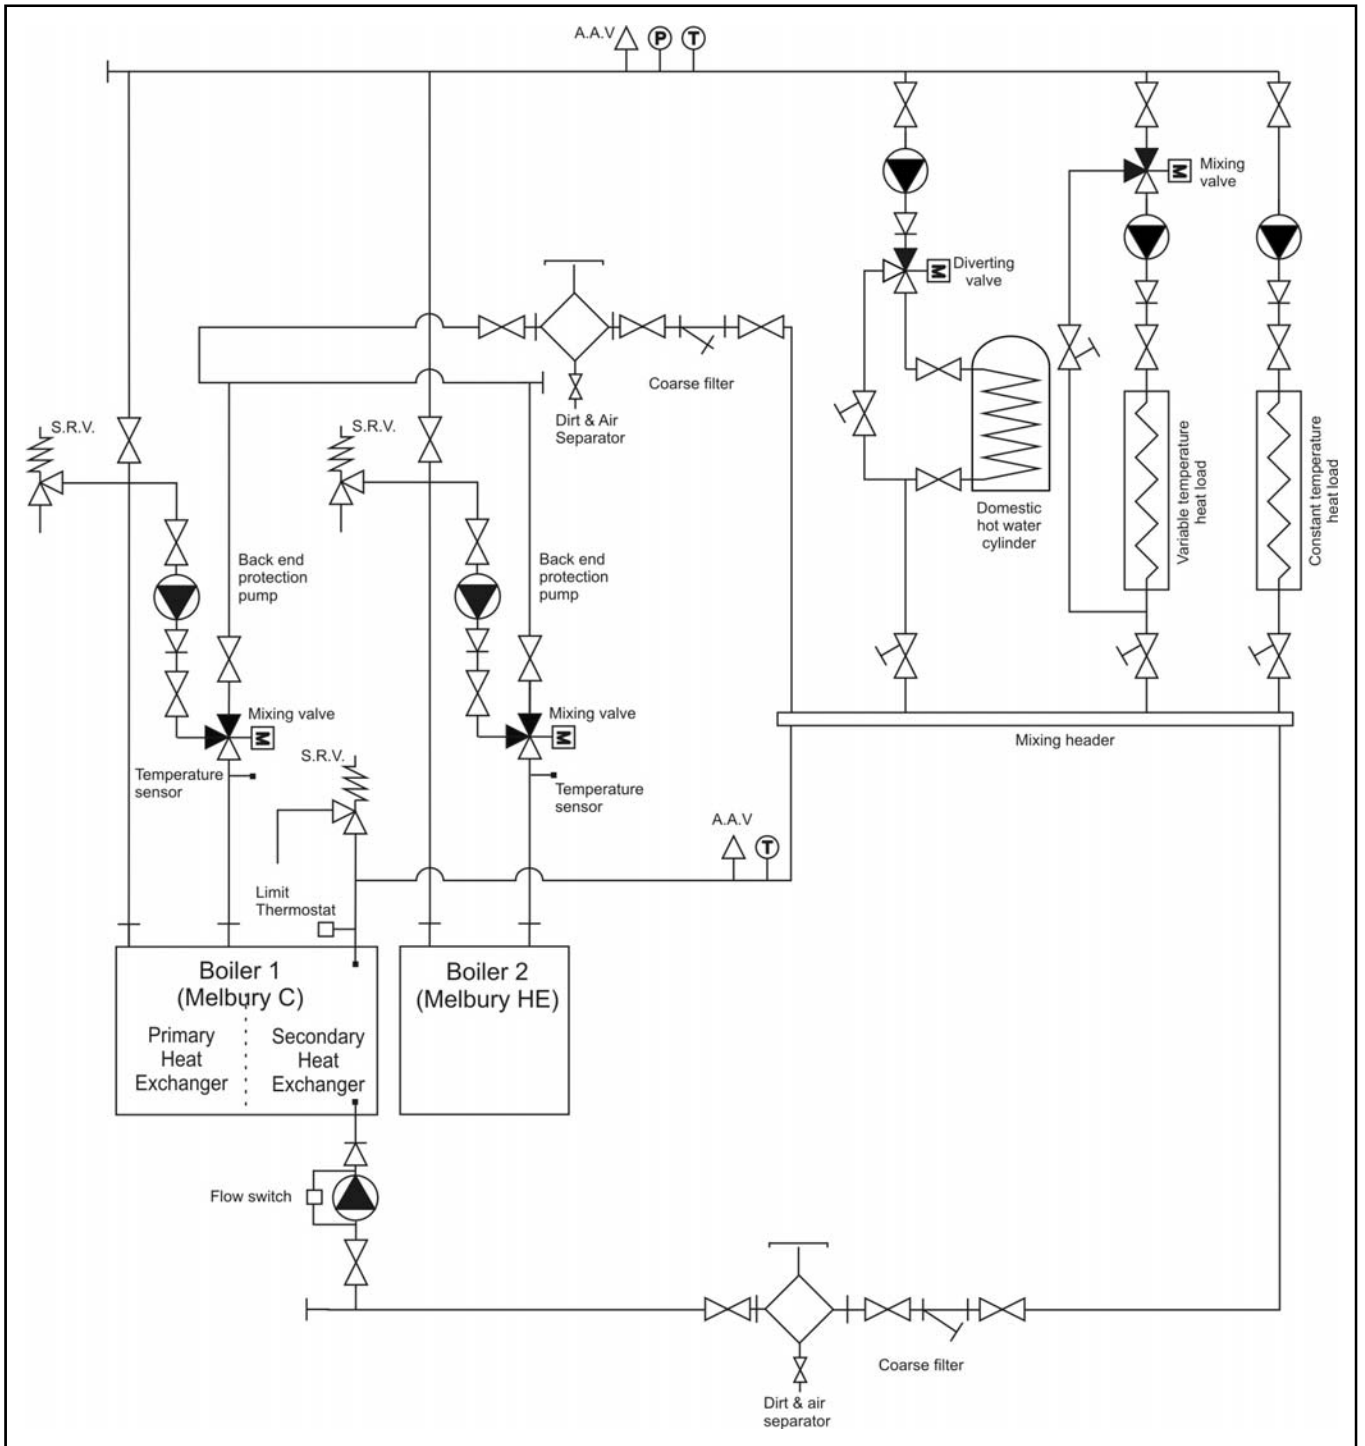 A.A.V
P
T
Mixing
valve
M
Diverting
valve
M
Coarse filter
Dirt & Air
Separator
S.R.V.
S.R.V.
Domestic
hot water
cylinder
Variable temperature
heat load
Constant temperature
heat load
Back end
protection
pump
Back end
protection
pump
Mixing valve
M
Mixing valve
M
Mixing header
S.R.V.
Temperature
sensor
Temperature
sensor
A.A.V
T
Limit
Thermostat
Boiler 1
(Melbury C)
Primary
Heat
Exchanger
Secondary
Heat
Exchanger
Boiler 2
(Melbury HE)
Flow switch
Coarse filter
Dirt & air
separator